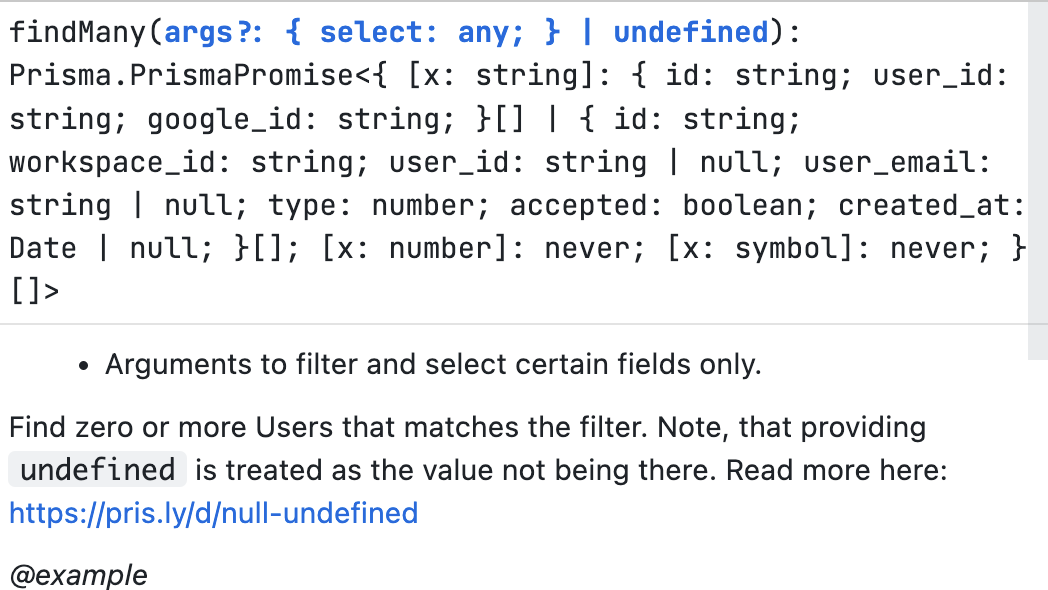 findMany(args?: { select: any; } | undefined):
Prisma.PrismaPromise<{ [x: string]: { id: string; user_id:
string; google_id: string; }[] | { id: string;
workspace_id: string; user_id: string | null; user_email:
string | null; type: number; accepted: boolean; created_at:
Date | null; }[]; [x: number]: never; [x: symbol]: never; }
[]>
• Arguments to filter and select certain fields only.
Find zero or more Users that matches the filter. Note, that providing
undefined is treated as the value not being there. Read more here:
https://pris.ly/d/null-undefined
@example